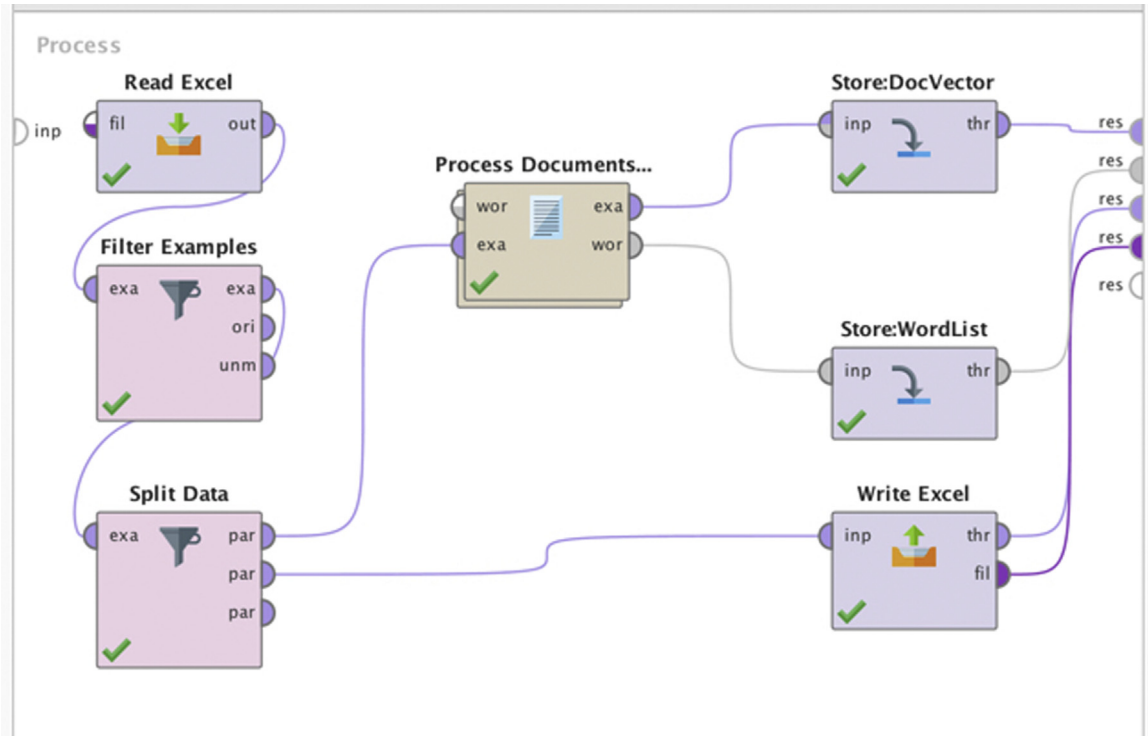 Process
Read Excel
inp
fil
out
Filter Examples
exa
exa
ori
unm
Split Data
exa
par
par
par
Process Documents...
wor
exa
exa
wor
Store:DocVector
inp
thr
Store:WordList
inp
thr
Write Excel
inp
thr
fil
res
res
res
res
res